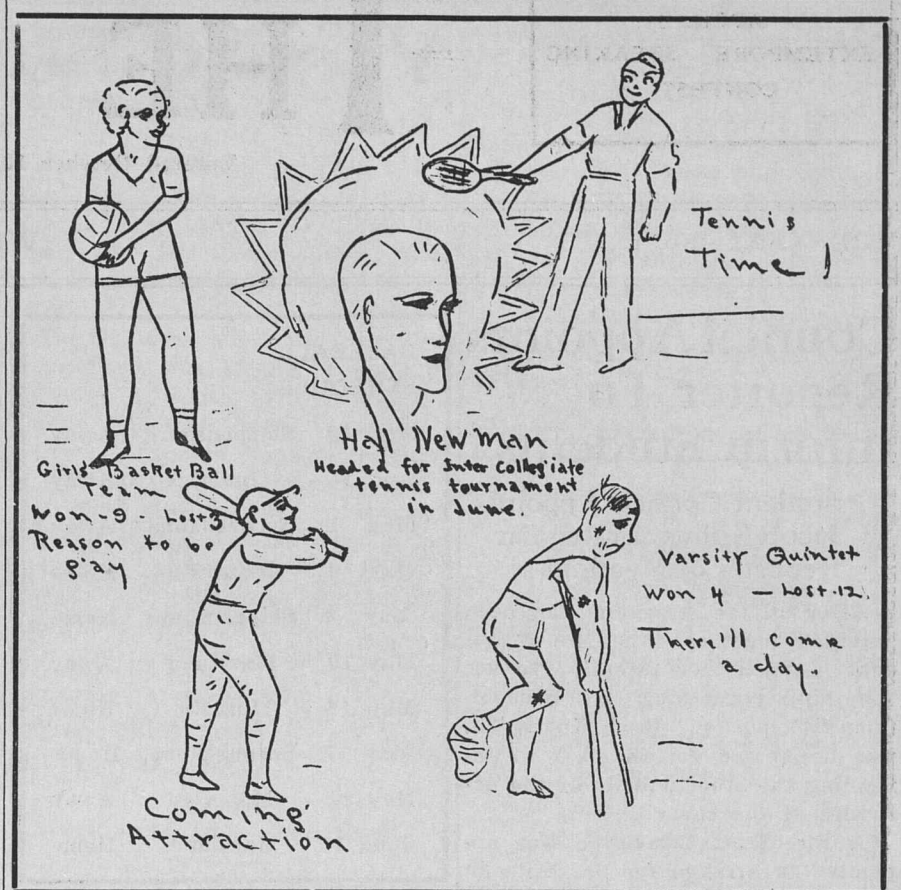 Tennis
Time!
Hal Newman
Headed for Inter Collegiate
tennis tournament
in June.
Girls' Basket Ball
Team
Won-9 Lost 3
Reason to be
gay
Varsity Quintet
Won 4 — Lost-12.
There'll come
a day.
Coming
Attraction